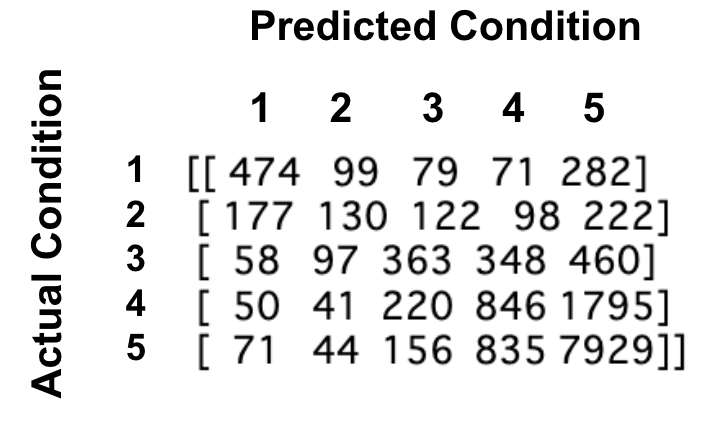 Predicted Condition
1 2 3 4 5
Actual Condition
1 [[ 474 99 79 71 282]
2 [ 177 130 122 98 222]
3 [ 58 97 363 348 460]
4 [ 50 41 220 846 1795]
5 [ 71 44 156 835 7929]]